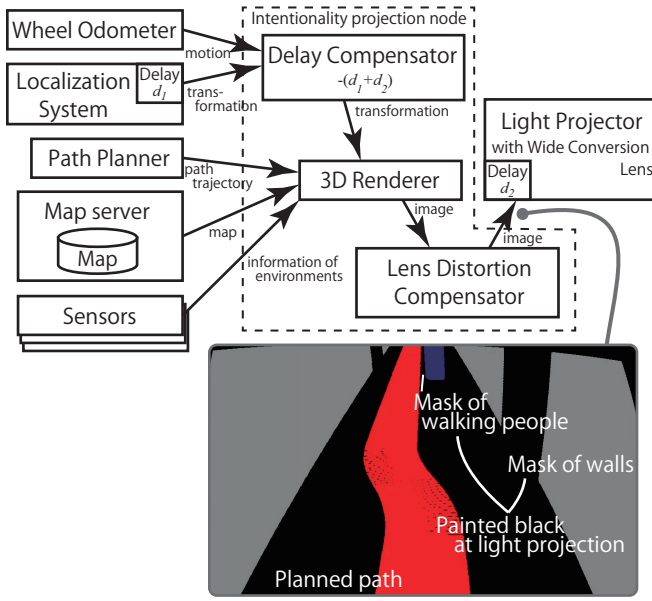 Wheel Odometer
Intentionality projection node
motion
Delay Compensator
-(d1+d2)
Localization
System
Delay
d1
trans-
formation
transformation
Light Projector
with Wide Conversion
Lens
Delay
d2
Path Planner
path
trajectory
3D Renderer
image
image
Map server
Map
map
Lens Distortion
Compensator
information of
environments
Sensors
Mask of
walking people
Mask of walls
Painted black
at light projection
Planned path